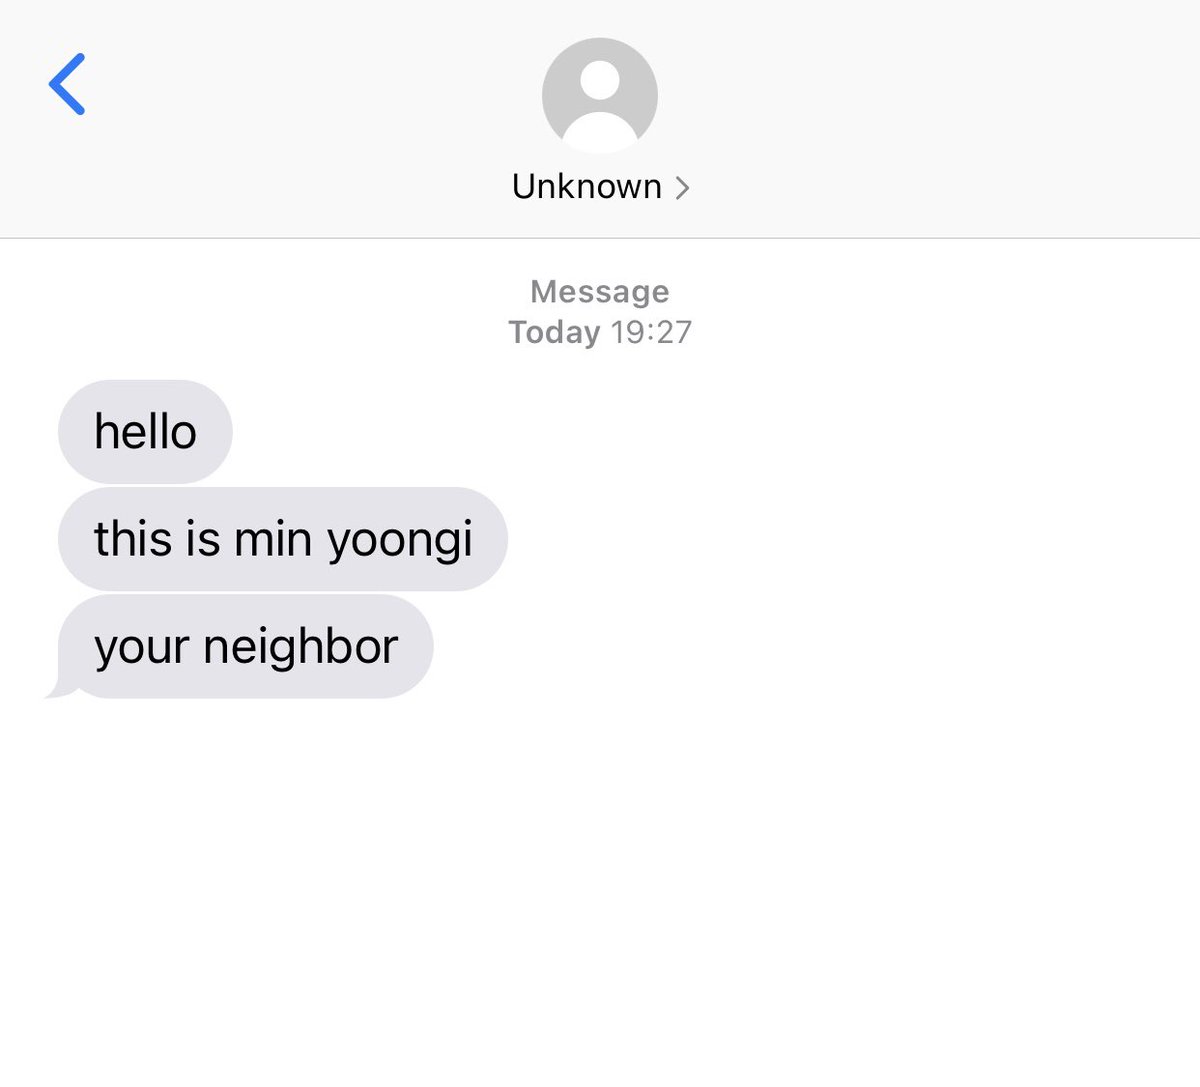 Unknown
Message
Today 19:27
hello
this is min yoongi
your neighbor